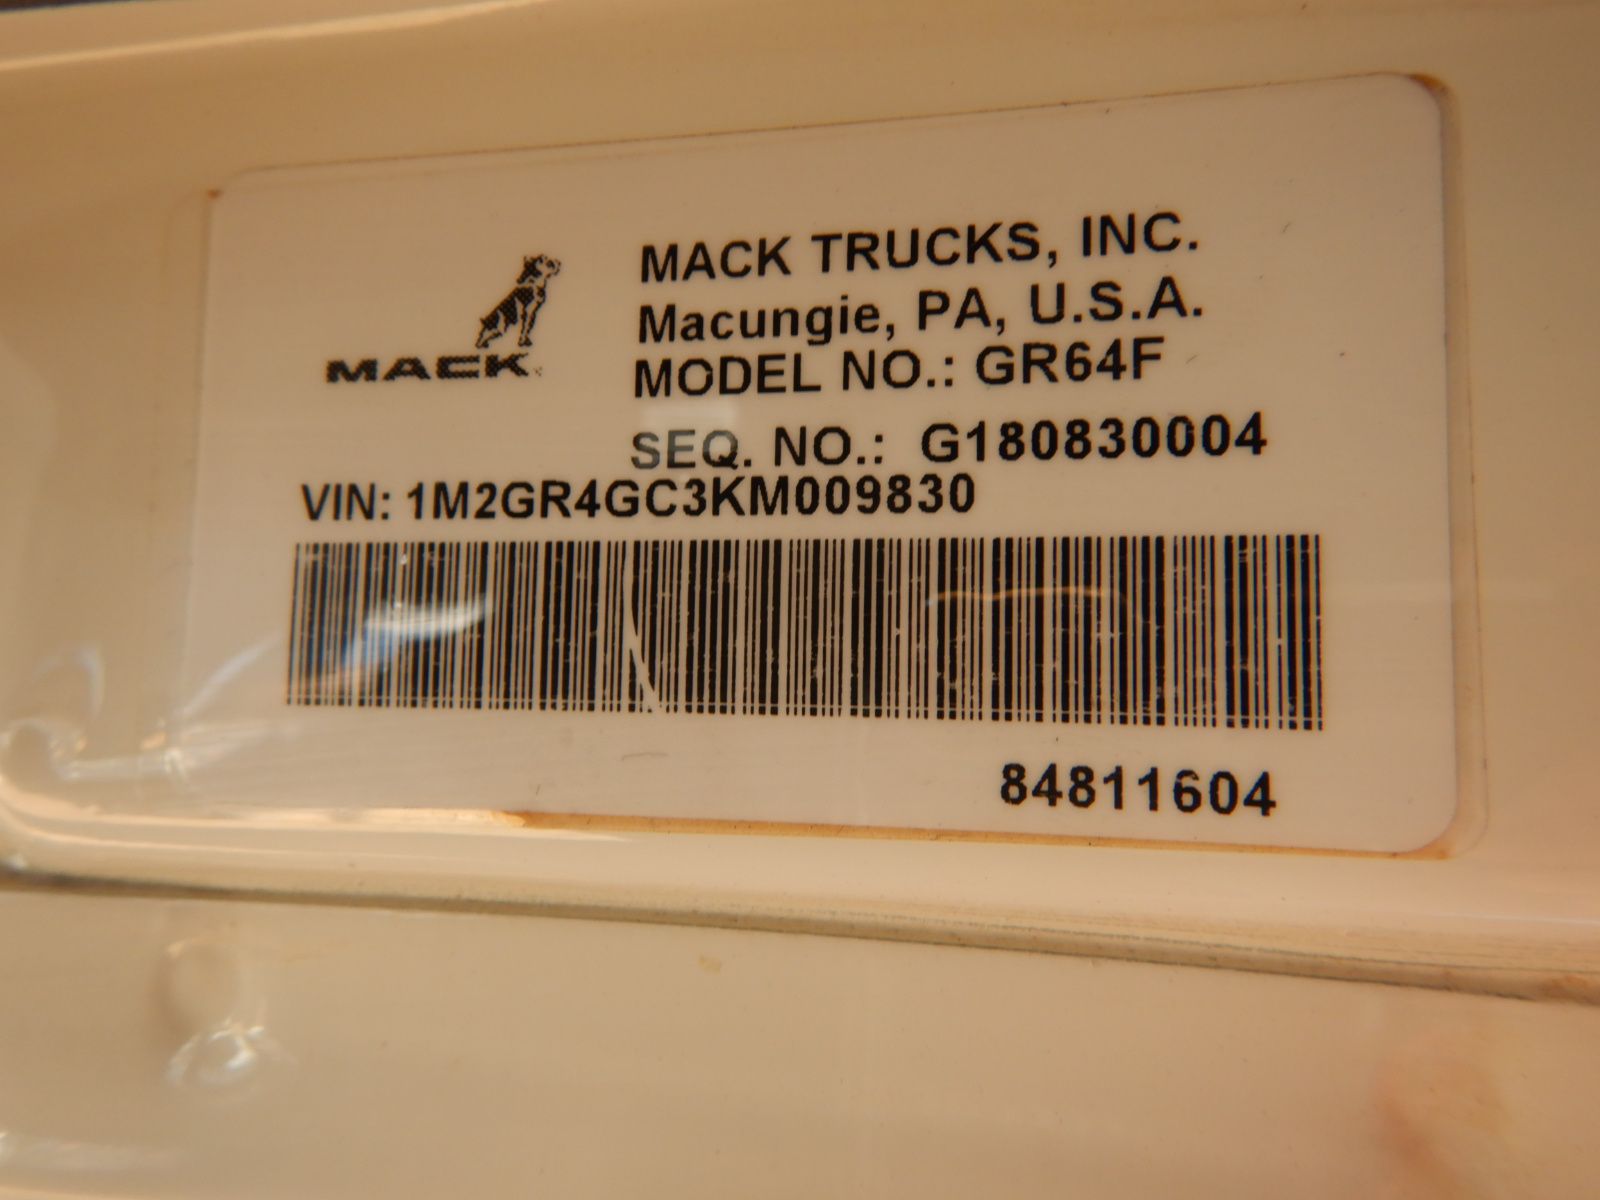 MACK
MACK TRUCKS, INC.
Macungie, PA, U.S.A.
MODEL NO.: GR64F
SEQ. NO.: G180830004
VIN: 1M2GR4GC3KM009830
84811604